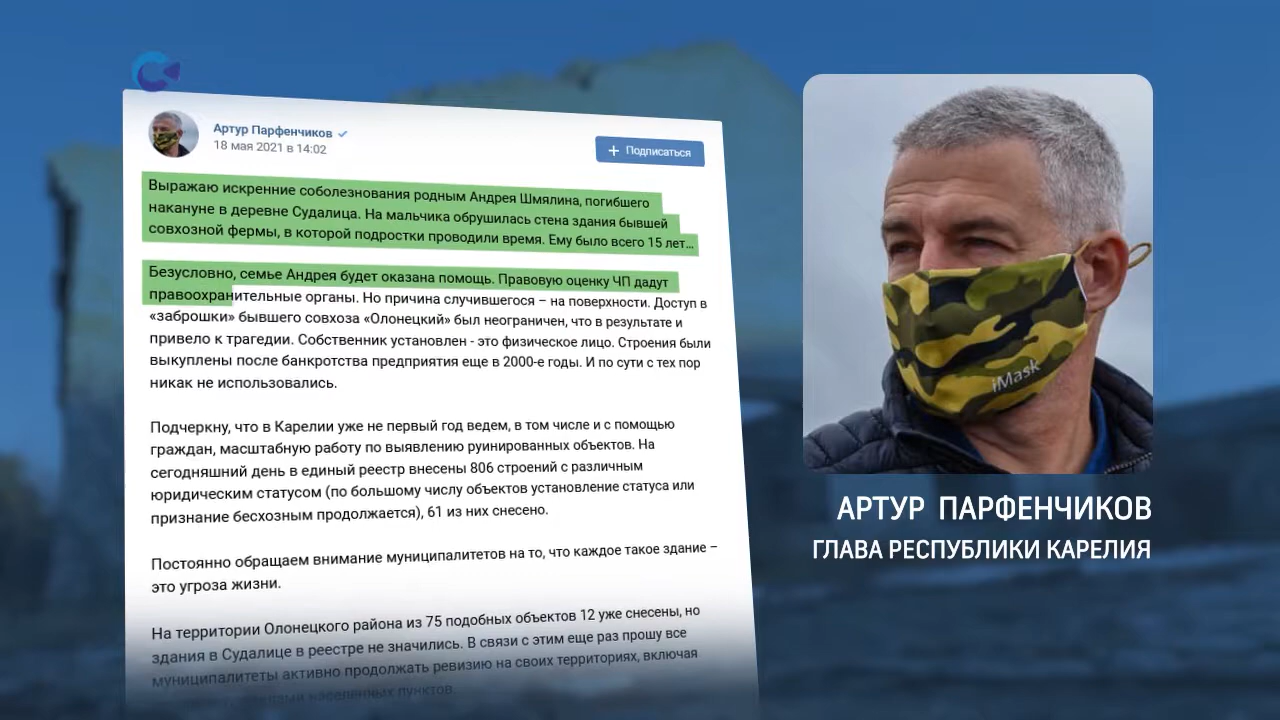 Артур Парфенчиков
18 мая 2021 в 14:02
+ Подписаться
Выражаю искренние соболезнования родным Андрея Шмялина, погибшего
накануне в деревне Судалица. На мальчика обрушилась стена здания бывшей
совхозной фермы, в которой подростки проводили время. Ему было всего 15 лет...
Безусловно, семье Андрея будет оказана помощь. Правовую оценку ЧП дадут
правоохранительные органы. Но причина случившегося – на поверхности. Доступ в
«заброшки» бывшего совхоза «Олонецкий» был неограничен, что в результате и
привело к трагедии. Собственник установлен - это физическое лицо. Строения были
выкуплены после банкротства предприятия еще в 2000-е годы. И по сути с тех пор
никак не использовались.
Подчеркну, что в Карелии уже не первый год ведем, в том числе и с помощью
граждан, масштабную работу по выявлению руинированных объектов. На
сегодняшний день в единый реестр внесены 806 строений с различным
юридическим статусом (по большому числу объектов установление статуса или
признание бесхозным продолжается), 61 из них снесено.
Постоянно обращаем внимание муниципалитетов на то, что каждое такое здание –
это угроза жизни.
На территории Олонецкого района из 75 подобных объектов 12 уже снесены, но
здания в Судалице в реестре не значились. В связи с этим еще раз прошу все
муниципалитеты активно продолжать ревизию на своих территориях, включая
населенных пунктов.
iMask
АРТУР ПАРФЕНЧИКОВ
ГЛАВА РЕСПУБЛИКИ КАРЕЛИЯ